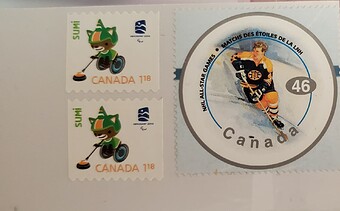 SUMI
CANADA 1.18
SUMI
CANADA 1.18
NHL ALL-STAR GAMES • MATCHS DES ÉTOILES DE LA LNH
46
Canada